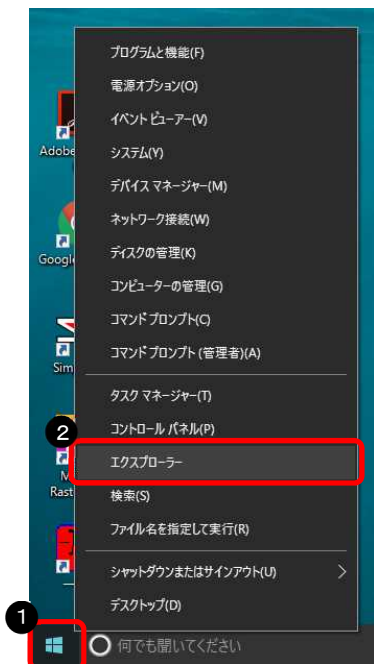 プログラムと機能(F)
電源オプション(O)
イベント ビューアー(V)
Adobe
システム(Y)
デバイス マネージャー(M)
ネットワーク接続(W)
Googl
ディスクの管理(K)
コンピューターの管理(G)
コマンド プロンプト(C)
コマンド プロンプト (管理者)(A)
Sim
タスク マネージャー(T)
2
コントロール パネル(P)
エクスプローラー
M
Rast
検索(S)
ファイル名を指定して実行(R)
シャットダウンまたはサインアウト(U)
デスクトップ(D)
1
何でも聞いてください